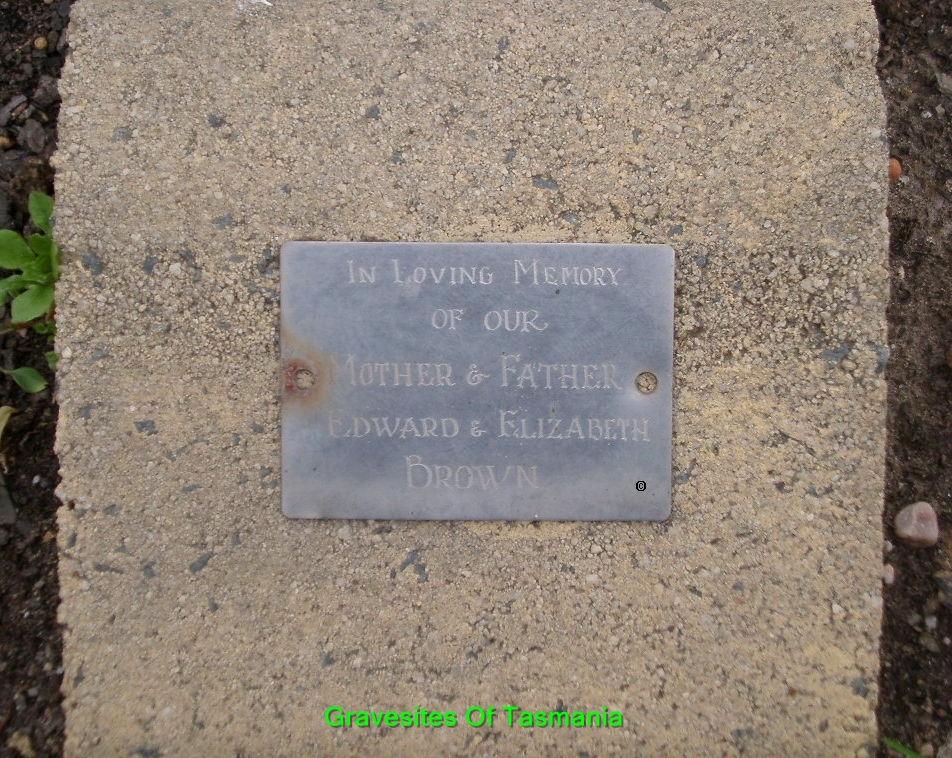 In Loving Memory
of our
Mother & Father
Edward & Elizabeth
Brown
©
Gravesites Of Tasmania